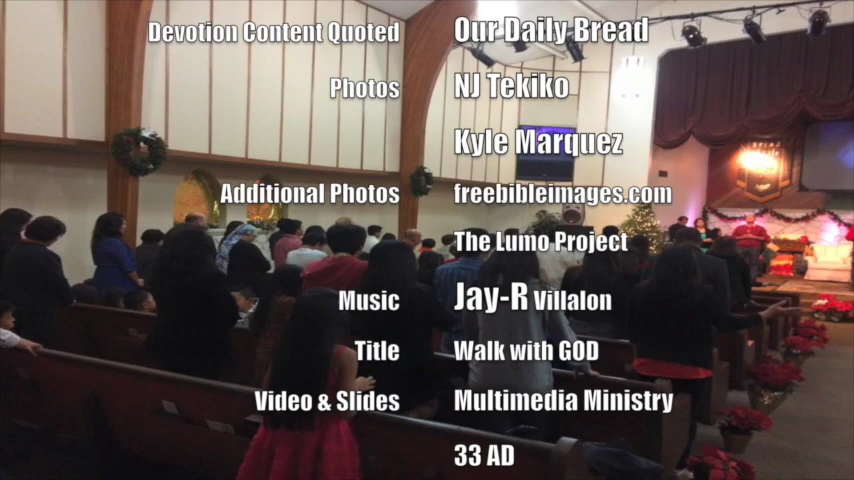 Devotion Content Quoted Our Daily Bread
Photos NJ Tekiko
Kyle Marquez
Additional Photos freebibleimages.com
The Lumo Project
Music Jay-R Villalon
Title Walk with GOD
Video & Slides Multimedia Ministry
33 AD